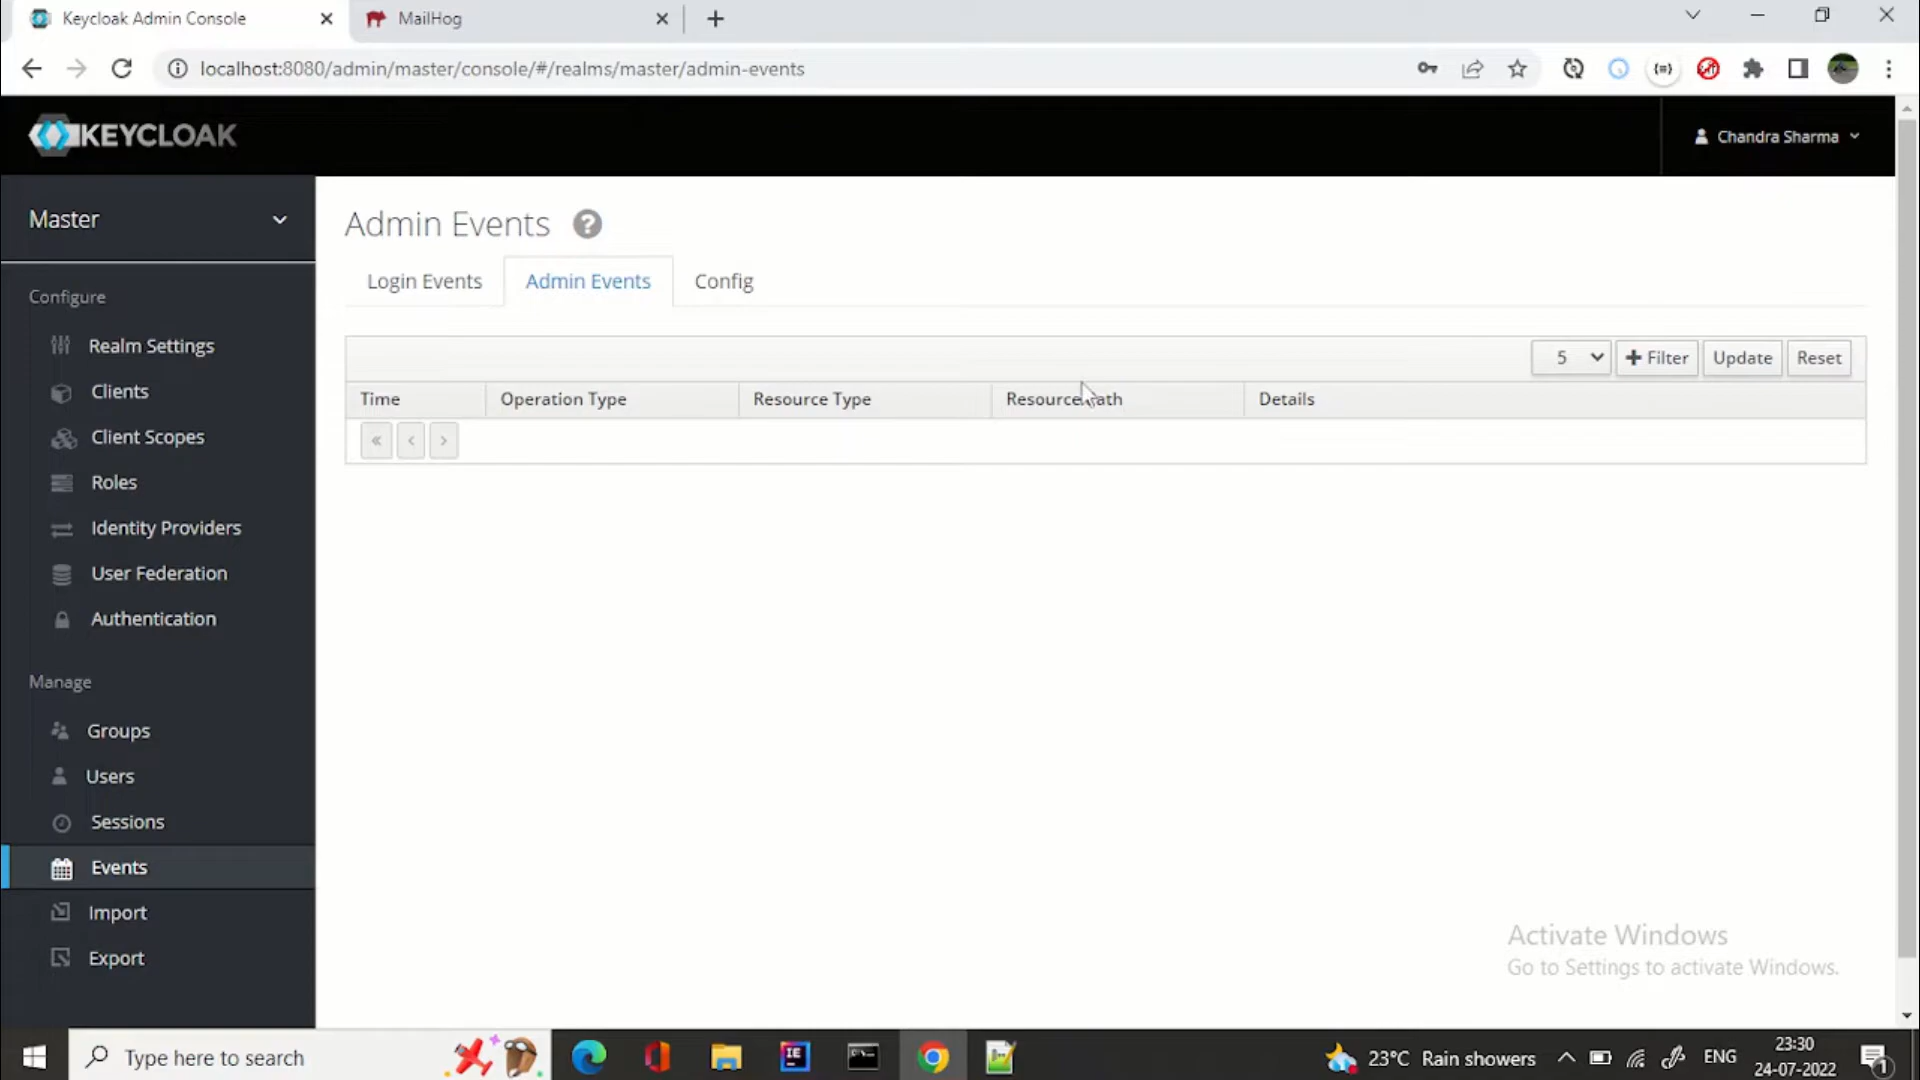 Keycloak Admin Console
MailHog
localhost:8080/admin/master/console/#/realms/master/admin-events
KEYCLOAK
Chandra Sharma
Master
Admin Events ?
Login Events Admin Events Config
Configure
Realm Settings
Clients
Client Scopes
Roles
Identity Providers
User Federation
Authentication
Manage
Groups
Users
Sessions
Events
Import
Export
5 Filter Update Reset
Time Operation Type Resource Type Resource Path Details
« ‹ ›
Activate Windows
Go to Settings to activate Windows.
Type here to search
23°C Rain showers
ENG
23:30
24-07-2022
1